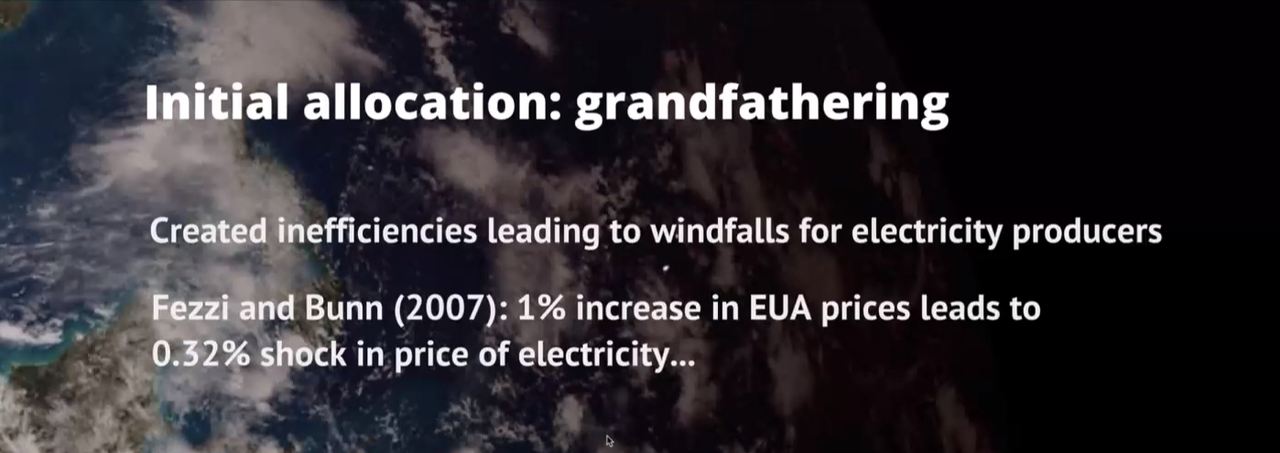 Initial allocation: grandfathering
Created inefficiencies leading to windfalls for electricity producers
Fezzi and Bunn (2007): 1% increase in EUA prices leads to
0.32% shock in price of electricity...